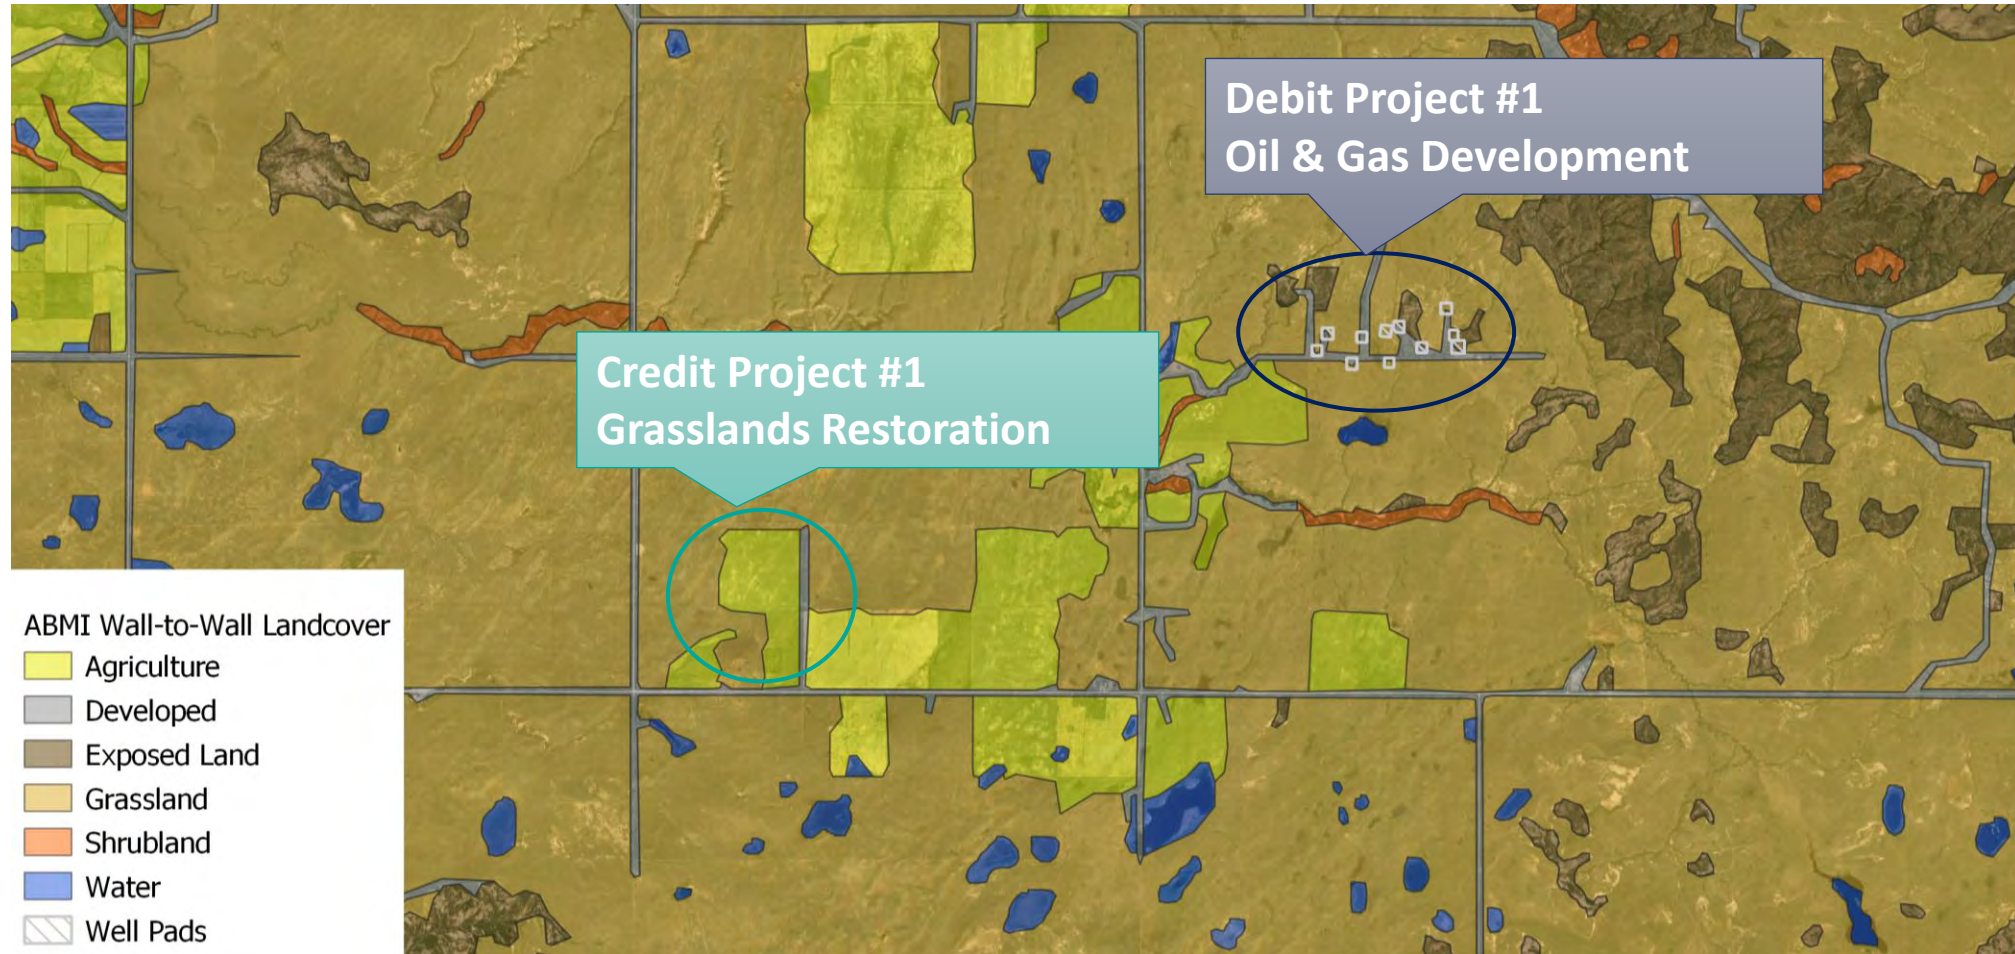 Debit Project #1
Oil & Gas Development
Credit Project #1
Grasslands Restoration
ABMI Wall-to-Wall Landcover
Agriculture
Developed
Exposed Land
Grassland
Shrubland
Water
Well Pads